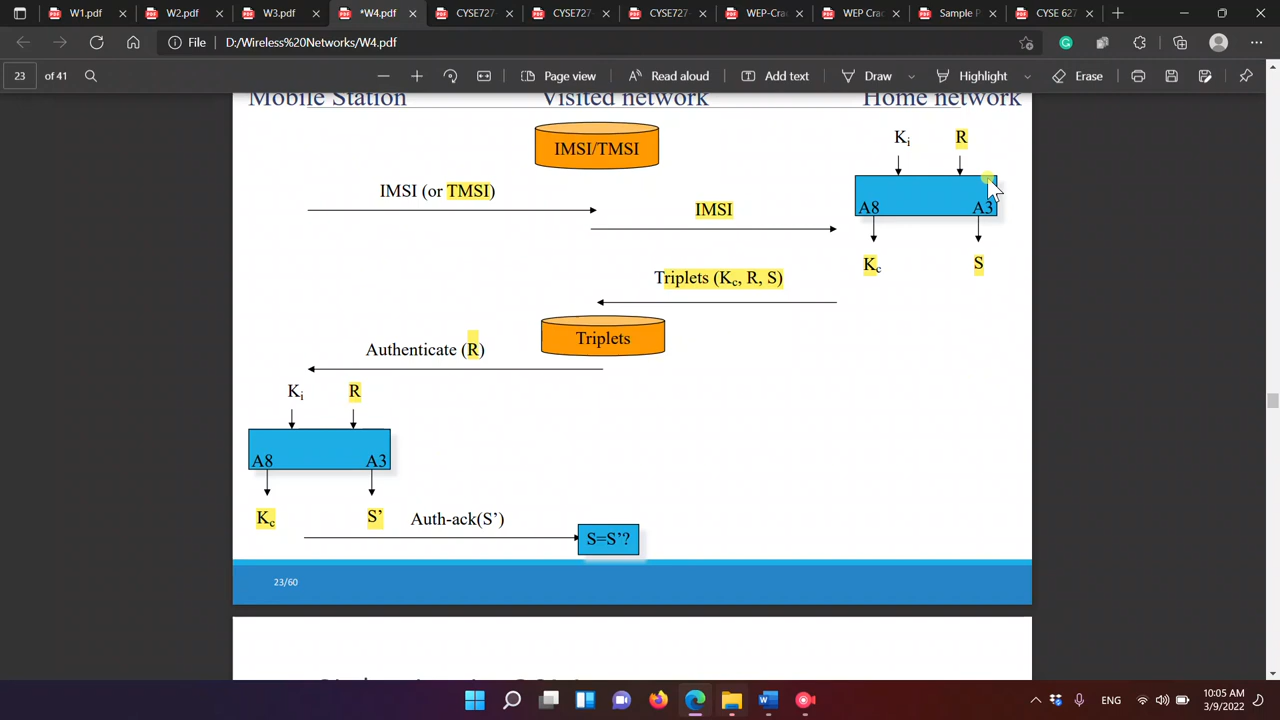 W1.pdf
W2.pdf
W3.pdf
*W4.pdf
CYSE72
CYSE727
CYSE727
WEP-Cra
WEP Crac
Sample P
CYSE 627
File
D:/Wireless%20Networks/W4.pdf
23
of 41
Page view
Read aloud
Add text
Draw
Highlight
Erase
Mobile Station
Visited network
Home network
IMSI/TMSI
Ki
R
IMSI (or TMSI)
IMSI
A8
A3
Kc
S
Triplets (Kc, R, S)
Triplets
Authenticate (R)
Ki
R
A8
A3
Kc
S'
Auth-ack(S')
S=S'?
23/60
ENG
10:05 AM
3/9/2022